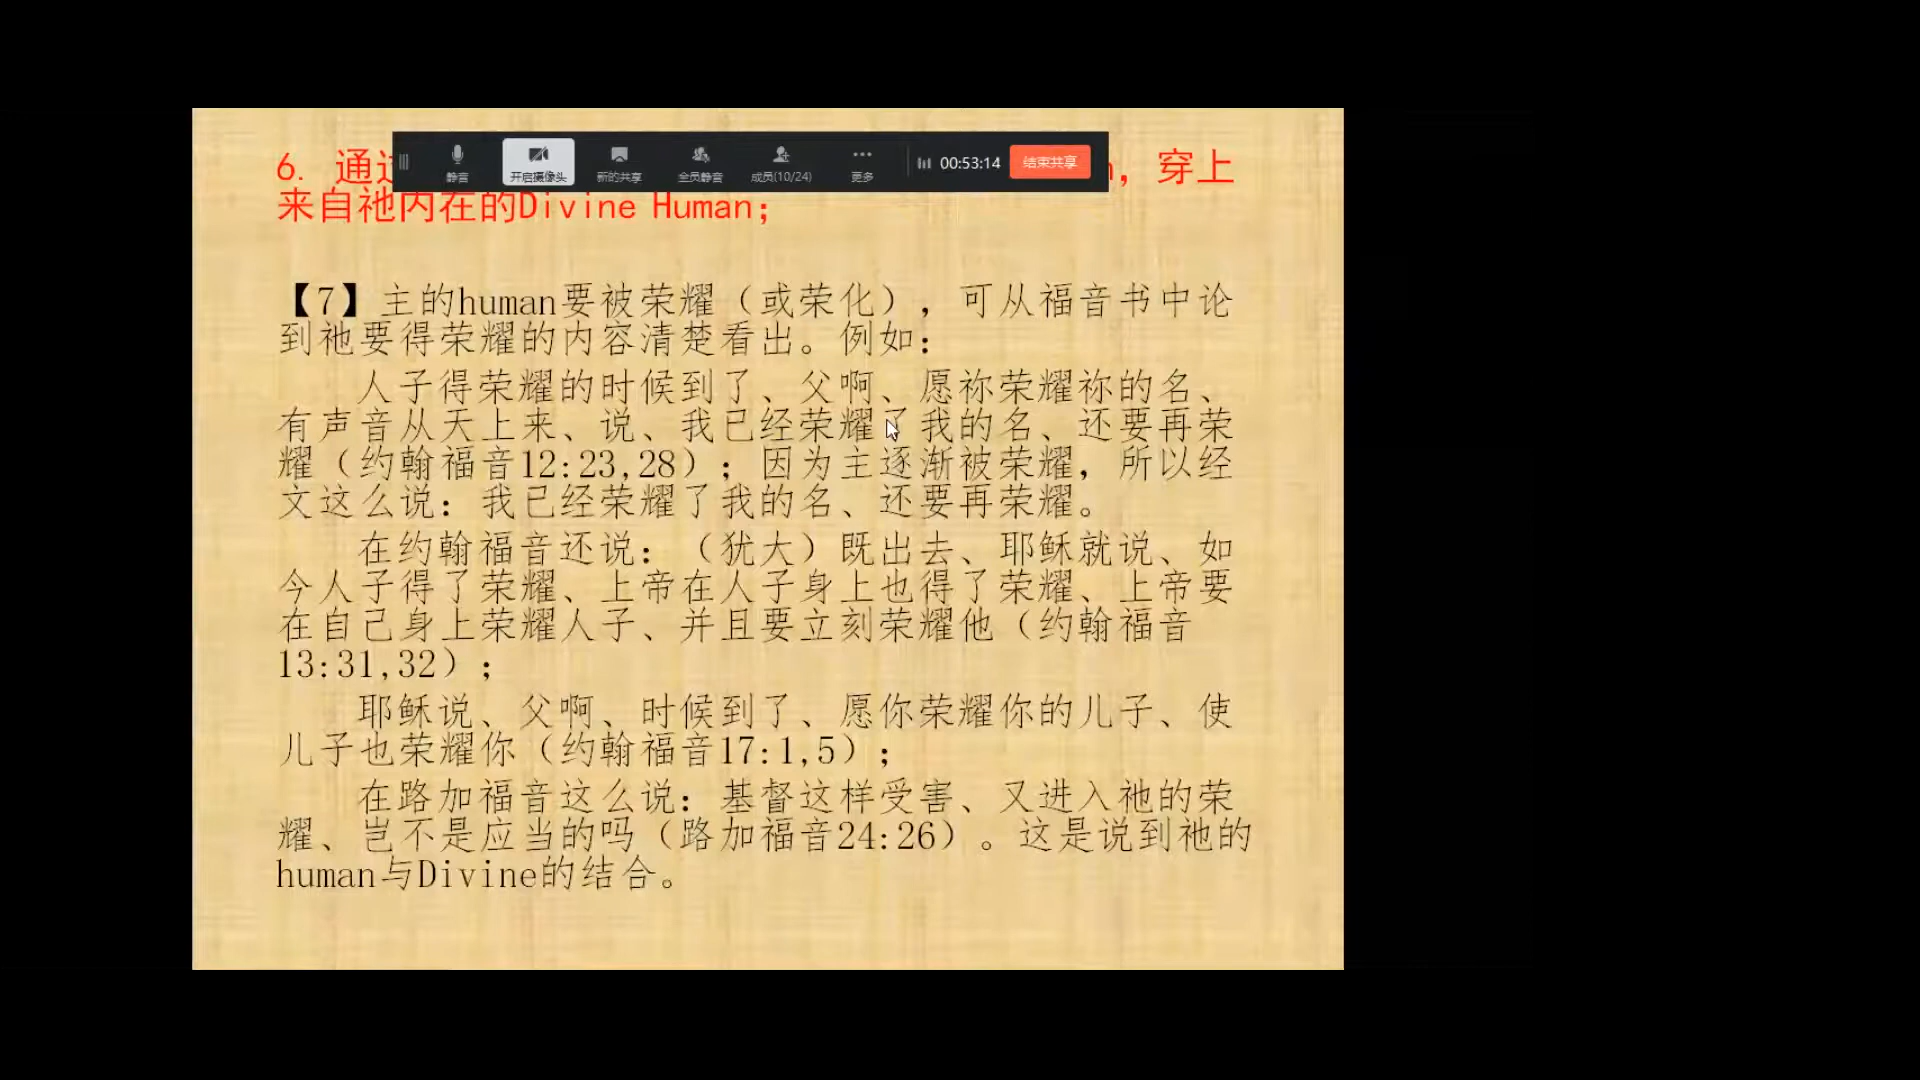 6. 通过
静音
开启摄像头
新的共享
全员静音
成员(10/24)
更多
00:53:14
结束共享
，穿上
来自祂内在的Divine Human；
【7】主的human要被荣耀（或荣化），可从福音书中论
到祂要得荣耀的内容清楚看出。例如：
人子得荣耀的时候到了、父啊、愿祢荣耀祢的名、
有声音从天上来、说、我已经荣耀了我的名、还要再荣
耀（约翰福音12:23,28）；因为主逐渐被荣耀，所以经
文这么说：我已经荣耀了我的名、还要再荣耀。
在约翰福音还说：（犹大）既出去、耶稣就说、如
今人子得了荣耀、上帝在人子身上也得了荣耀、上帝要
在自己身上荣耀人子、并且要立刻荣耀他（约翰福音
13:31,32）；
耶稣说、父啊、时候到了、愿你荣耀你的儿子、使
儿子也荣耀你（约翰福音17:1,5）；
在路加福音这么说：基督这样受害、又进入祂的荣
耀、岂不是应当的吗（路加福音24:26）。这是说到祂的
human与Divine的结合。